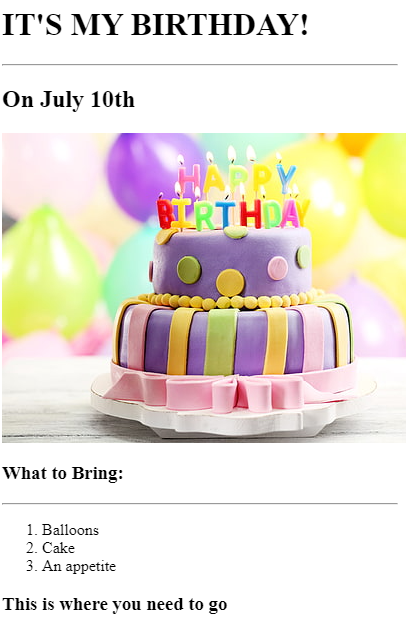 IT'S MY BIRTHDAY!
On July 10th
HAPPY
BIRTHDAY
What to Bring:
1. Balloons
2. Cake
3. An appetite
This is where you need to go